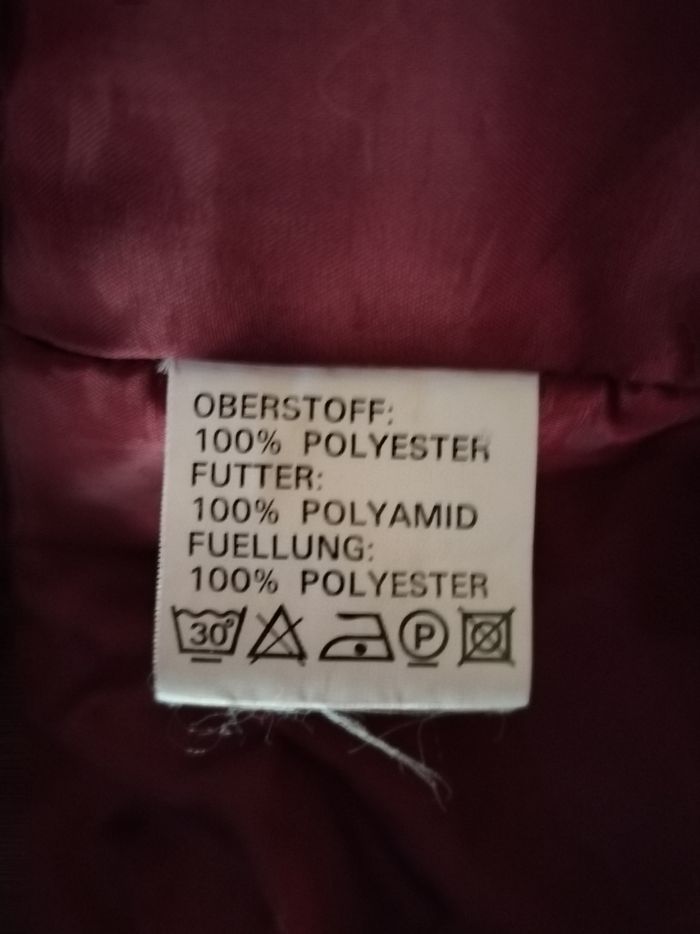 OBERSTOFF:
100% POLYESTER
FUTTER:
100% POLYAMID
FUELLUNG:
100% POLYESTER
30° P